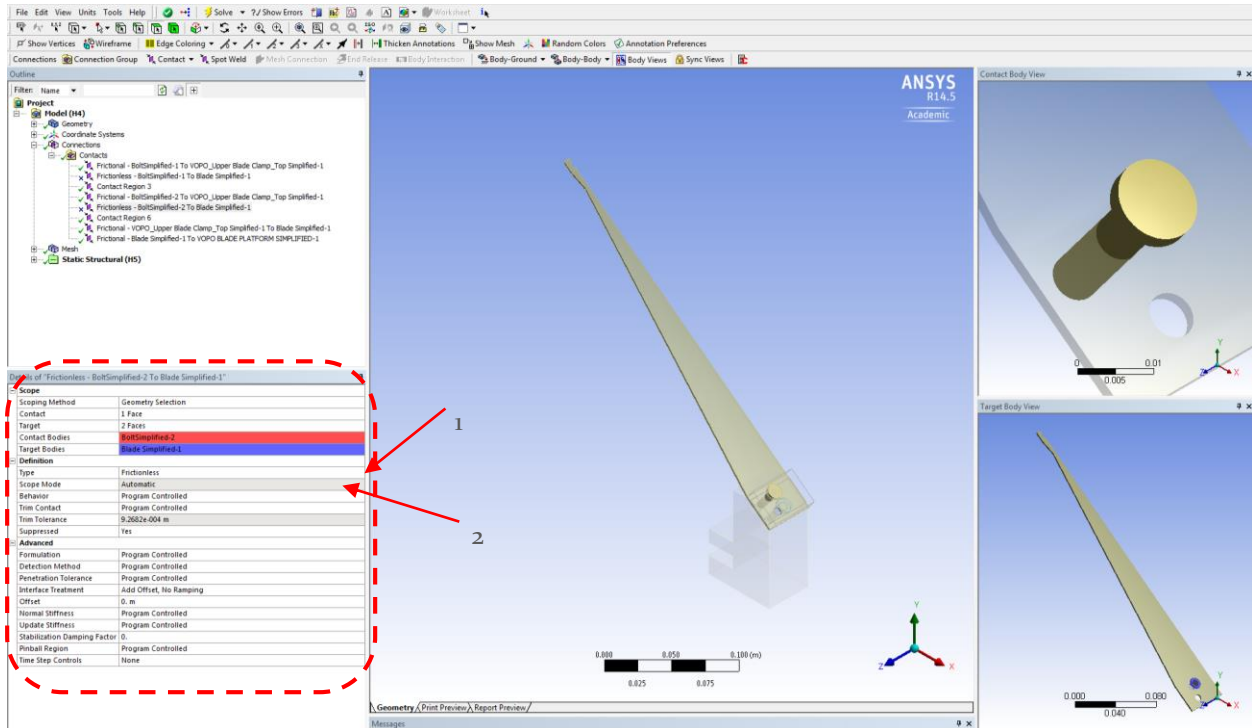 File Edit View Units Tools Help Solve ?/ Show Errors A Worksheet
Show Vertices Wireframe Edge Coloring Thicken Annotations Show Mesh Random Colors Annotation Preferences
Connections Connection Group Contact Spot Weld Mesh Connection End Release Body Interaction Body-Ground Body-Body Body Views Sync Views
Outline
Filter: Name
Project
Model (H4)
Geometry
Coordinate Systems
Connections
Contacts
Frictional - BoltSimplified-1 To VOPO_Upper Blade Clamp_Top Simplified-1
Frictionless - BoltSimplified-1 To Blade Simplified-1
Contact Region 3
Frictional - BoltSimplified-2 To VOPO_Upper Blade Clamp_Top Simplified-1
Frictionless - BoltSimplified-2 To Blade Simplified-1
Contact Region 6
Frictional - VOPO_Upper Blade Clamp_Top Simplified-1 To Blade Simplified-1
Frictional - Blade Simplified-1 To VOPO BLADE PLATFORM SIMPLIFIED-1
Mesh
Static Structural (H5)
Details of "Frictionless - BoltSimplified-2 To Blade Simplified-1"
Scope
Scoping Method Geometry Selection
Contact 1 Face
Target 2 Faces
Contact Bodies BoltSimplified-2
Target Bodies Blade Simplified-1
Definition
Type Frictionless
Scope Mode Automatic
Behavior Program Controlled
Trim Contact Program Controlled
Trim Tolerance 9.2682e-004 m
Suppressed Yes
Advanced
Formulation Program Controlled
Detection Method Program Controlled
Penetration Tolerance Program Controlled
Interface Treatment Add Offset, No Ramping
Offset 0. m
Normal Stiffness Program Controlled
Update Stiffness Program Controlled
Stabilization Damping Factor 0.
Pinball Region Program Controlled
Time Step Controls None
1
2
ANSYS
R14.5
Academic
0.000 0.050 0.100 (m)
0.025 0.075
Y
Z X
Geometry Print Preview Report Preview
Messages
Contact Body View
0 0.01
0.005
Y
Z X
Target Body View
0.000 0.080
0.040
Y
Z X